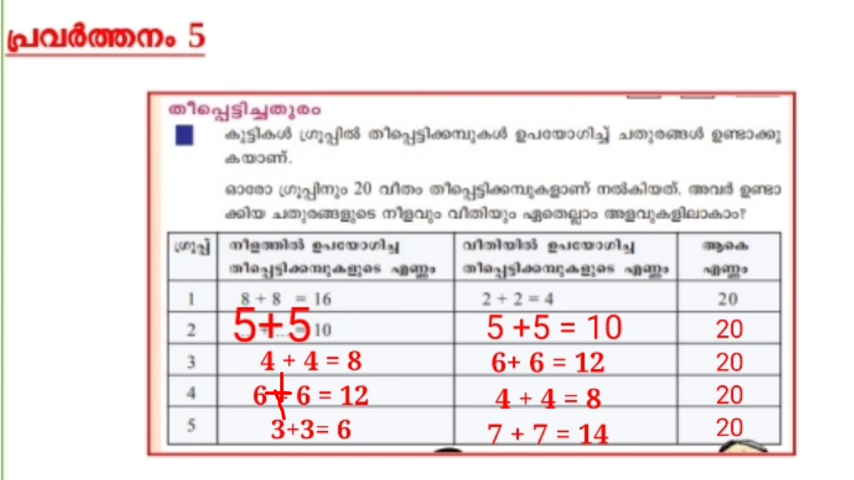 പ്രവർത്തനം 5
തീപ്പെട്ടിച്ചതുരം
കുട്ടികൾ ഗ്രൂപ്പിൽ തീപ്പെട്ടിക്കമ്പുകൾ ഉപയോഗിച്ച് ചതുരങ്ങൾ ഉണ്ടാക്കു
കയാണ്.
ഓരോ ഗ്രൂപ്പിനും 20 വീതം തീപ്പെട്ടിക്കമ്പുകളാണ് നൽകിയത്. അവർ ഉണ്ടാ
ക്കിയ ചതുരങ്ങളുടെ നീളവും വീതിയും ഏതെല്ലാം അളവുകളിലാകാം?
ഗ്രൂപ്പ് നീളത്തിൽ ഉപയോഗിച്ച വീതിയിൽ ഉപയോഗിച്ച ആകെ
തീപ്പെട്ടിക്കമ്പുകളുടെ എണ്ണം തീപ്പെട്ടിക്കമ്പുകളുടെ എണ്ണം എണ്ണം
1 8 + 8 = 16 2 + 2 = 4 20
2 5+5 = 10 5 +5 = 10 20
3 4 + 4 = 8 6+ 6 = 12 20
4 6 + 6 = 12 4 + 4 = 8 20
5 3+3= 6 7 + 7 = 14 20